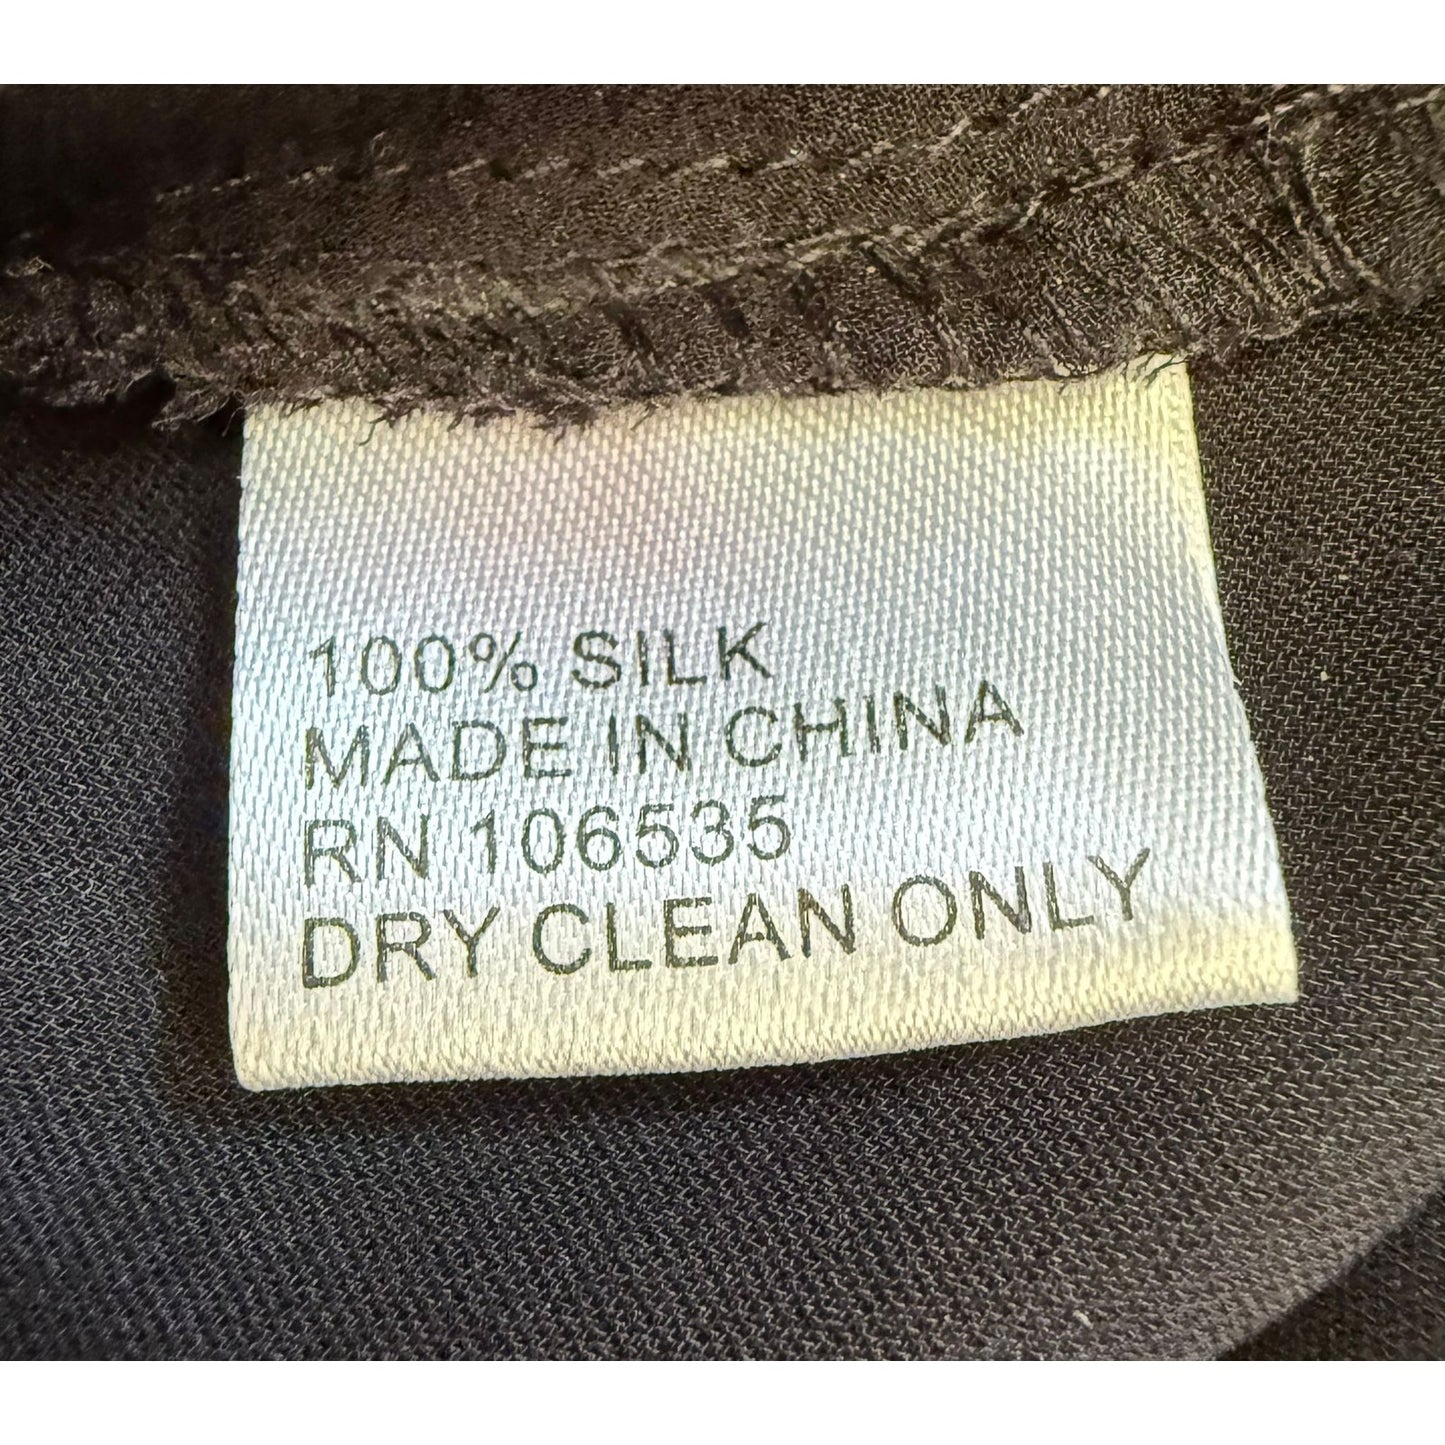 100% SILK
MADE IN CHINA
RN 106535
DRY CLEAN ONLY